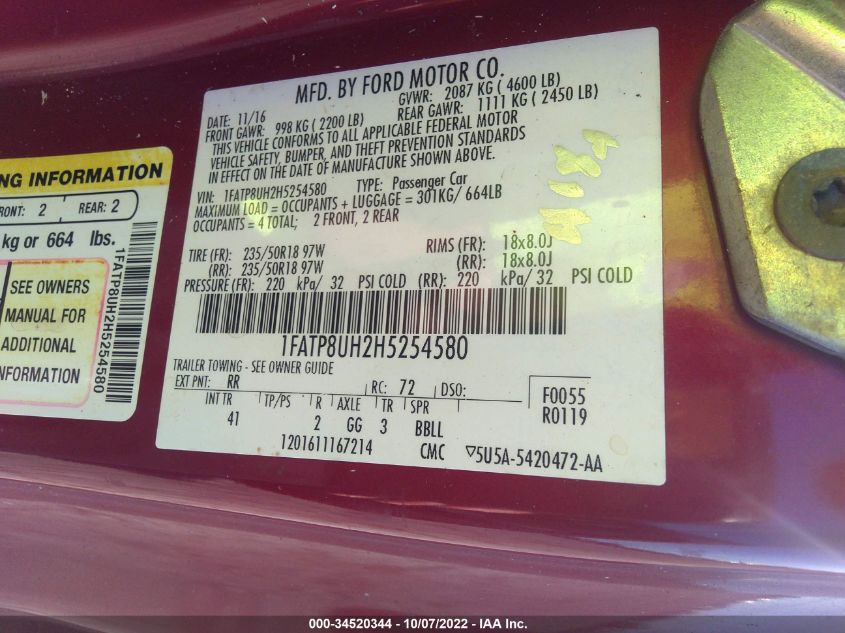 MFD. BY FORD MOTOR CO.
DATE: 11/16 GVWR: 2087 KG ( 4600 LB)
FRONT GAWR: 998 KG ( 2200 LB) REAR GAWR: 1111 KG ( 2450 LB)
THIS VEHICLE CONFORMS TO ALL APPLICABLE FEDERAL MOTOR
VEHICLE SAFETY, BUMPER, AND THEFT PREVENTION STANDARDS
IN EFFECT ON THE DATE OF MANUFACTURE SHOWN ABOVE.
VIN: 1FATP8UH2H5254580 TYPE: Passenger Car
MAXIMUM LOAD = OCCUPANTS + LUGGAGE = 301KG/ 664LB
OCCUPANTS = 4 TOTAL; 2 FRONT, 2 REAR
TIRE (FR): 235/50R18 97W RIMS (FR): 18x8.0J
(RR): 235/50R18 97W (RR): 18x8.0J
PRESSURE (FR): 220 kPa/ 32 PSI COLD (RR): 220 kPa/ 32 PSI COLD
1FATP8UH2H5254580
TRAILER TOWING - SEE OWNER GUIDE
EXT PNT: RR RC: 72 DSO: F0055
R0119
INT TR TP/PS R AXLE TR SPR
41 2 GG 3 BBLL
1201611167214 CMC ▽5U5A-5420472-AA
NG INFORMATION
FRONT: 2 REAR: 2
kg or 664 lbs.
SEE OWNERS
MANUAL FOR
ADDITIONAL
INFORMATION
1FATP8UH2H5254580
000-34520344 - 10/07/2022 - IAA Inc.